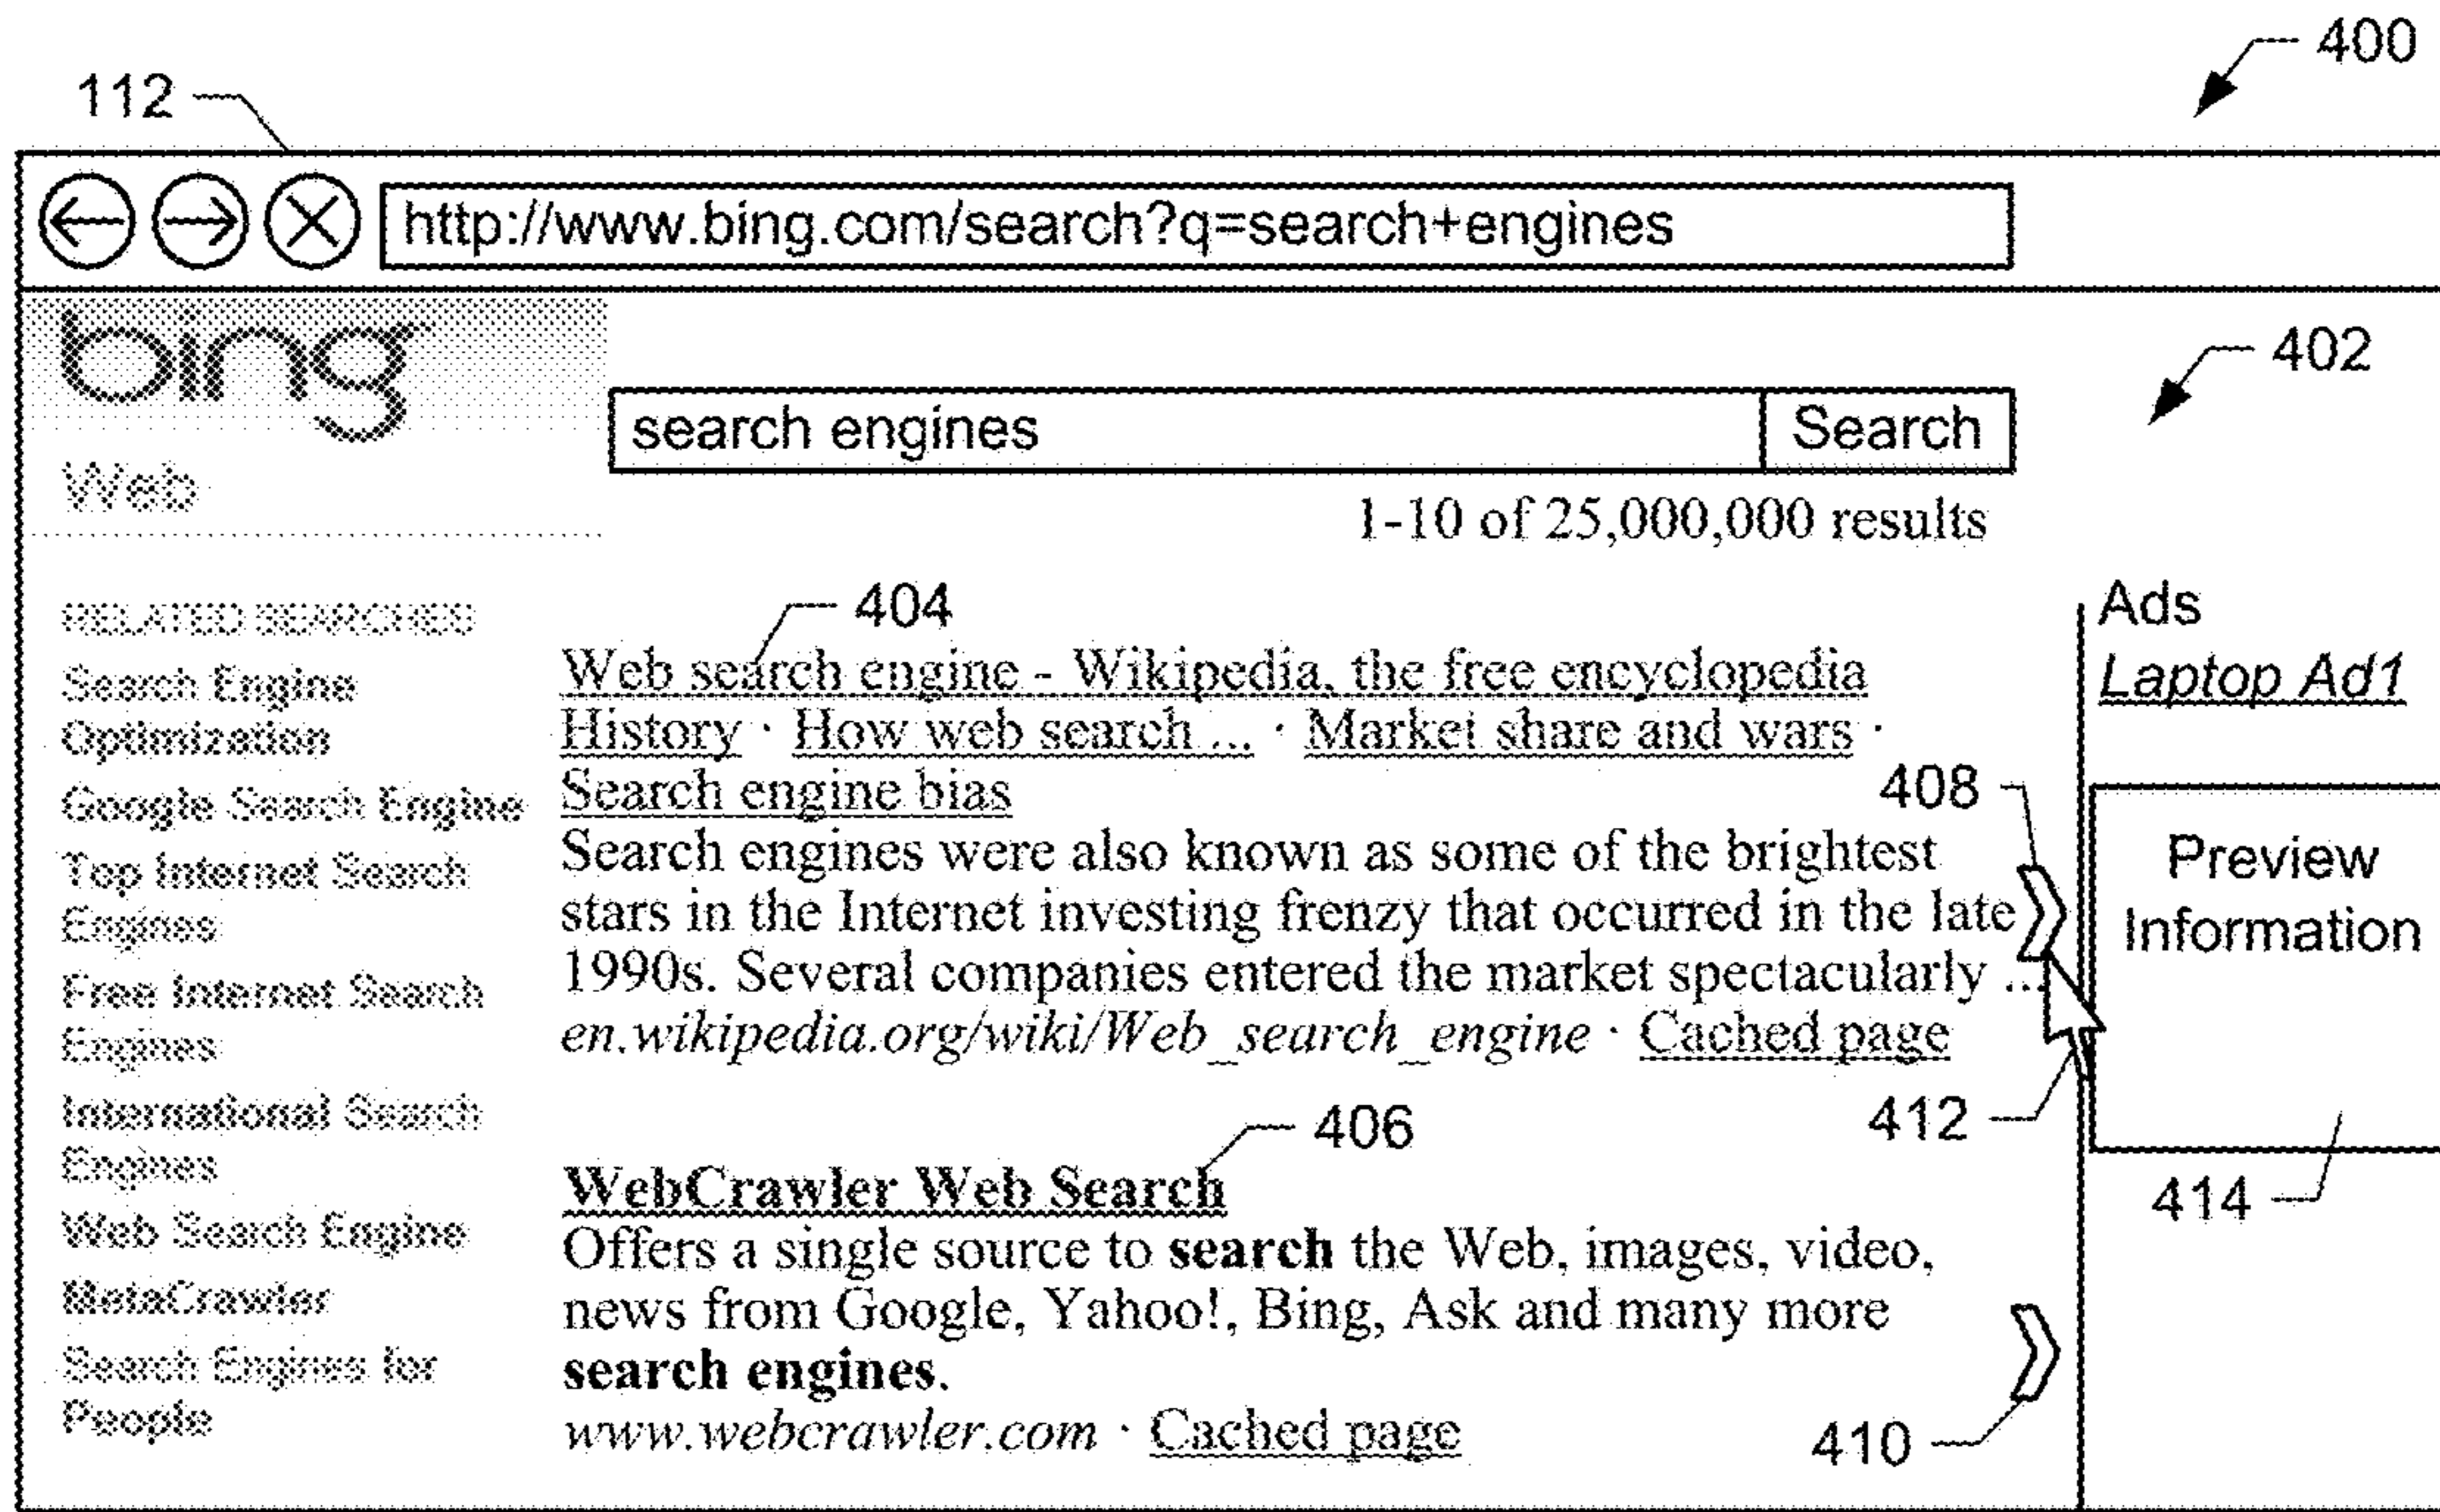 400
112
http://www.bing.com/search?q=search+engines
bing
402
search engines
Search
Web
1-10 of 25,000,000 results
RELATED SEARCHES
Search Engine
Optimization
Google Search Engine
Top Internet Search
Engines
Free Internet Search
Engines
International Search
Engines
Web Search Engine
MetaCrawler
Search Engines for
People
404
Web search engine - Wikipedia, the free encyclopedia
History · How web search ... · Market share and wars ·
Search engine bias
Search engines were also known as some of the brightest
stars in the Internet investing frenzy that occurred in the late
1990s. Several companies entered the market spectacularly ...
en.wikipedia.org/wiki/Web_search_engine · Cached page
408
412
406
WebCrawler Web Search
Offers a single source to search the Web, images, video,
news from Google, Yahoo!, Bing, Ask and many more
search engines.
www.webcrawler.com · Cached page
410
Ads
Laptop Ad1
Preview
Information
414